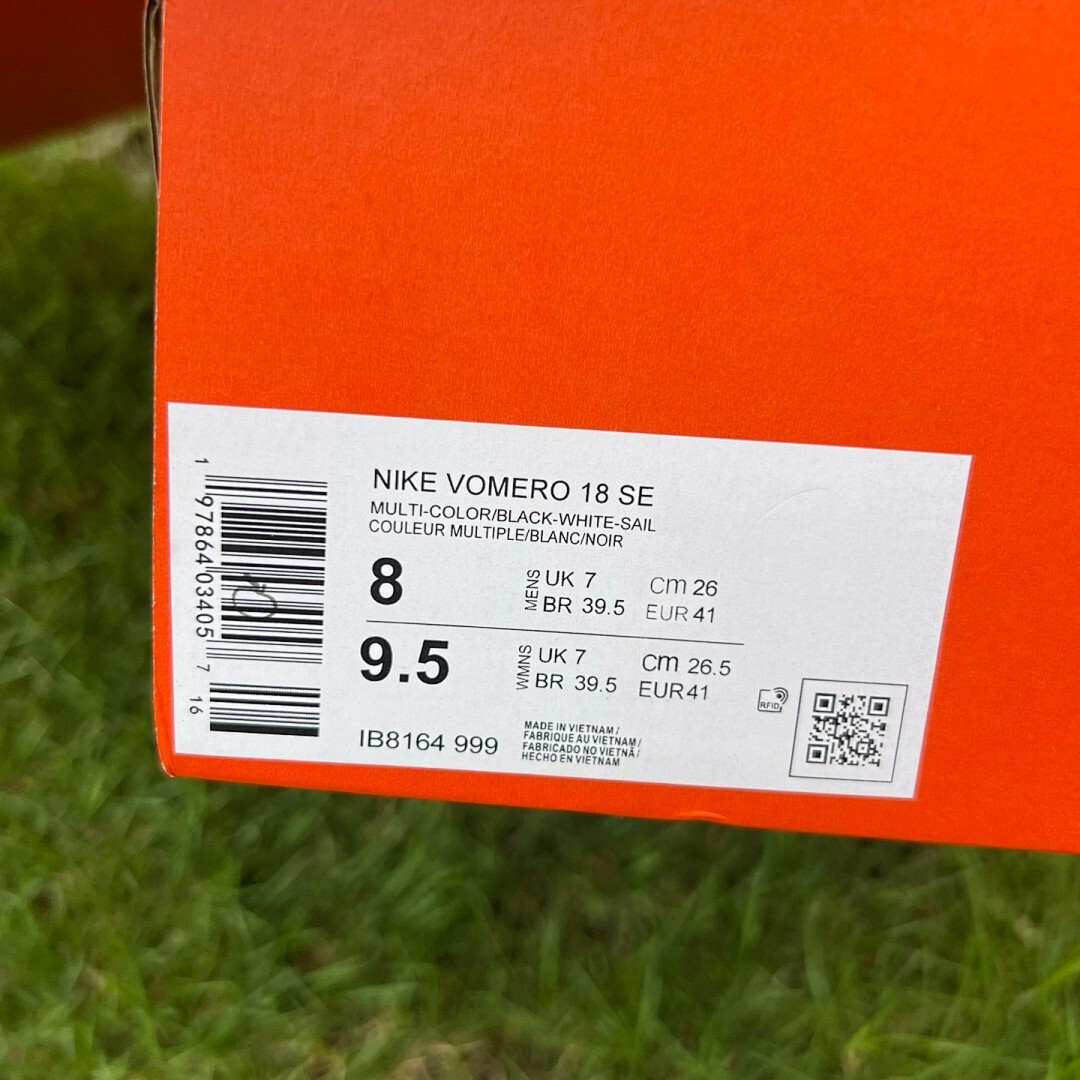 NIKE VOMERO 18 SE
MULTI-COLOR/BLACK-WHITE-SAIL
COULEUR MULTIPLE/BLANC/NOIR
8
MENS
UK 7
BR 39.5
Cm 26
EUR 41
9.5
WMNS
UK 7
BR 39.5
Cm 26.5
EUR41
IB8164 999
MADE IN VIETNAM /
FABRIQUE AU VIETNAM /
FABRICADO NO VIETNÃ /
HECHO EN VIETNAM
RFID
1 97864 03405 7
16